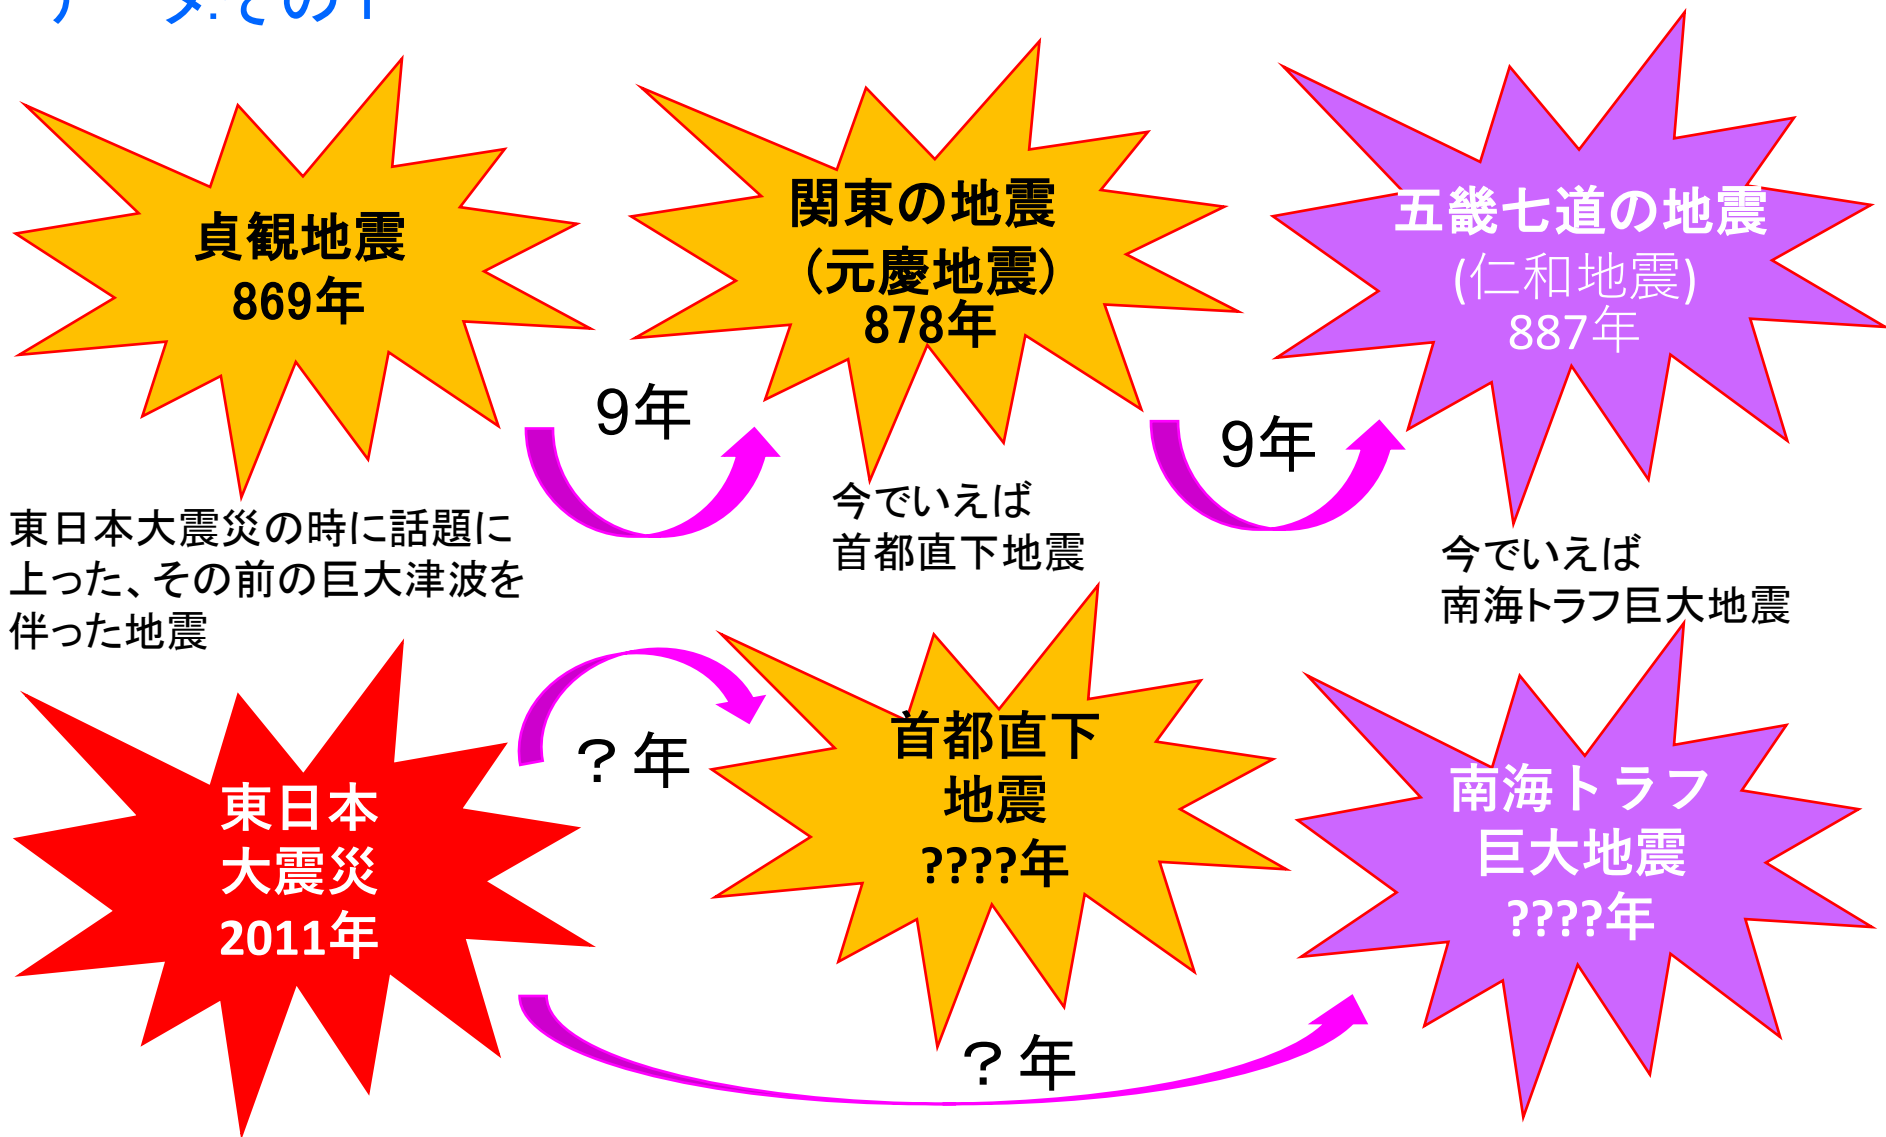 データ:その1
貞観地震
869年
関東の地震
(元慶地震)
878年
五畿七道の地震
(仁和地震)
887年
9年
9年
東日本大震災の時に話題に
上った、その前の巨大津波を
伴った地震
今でいえば
首都直下地震
今でいえば
南海トラフ巨大地震
東日本
大震災
2011年
?年
首都直下
地震
????年
南海トラフ
巨大地震
????年
?年